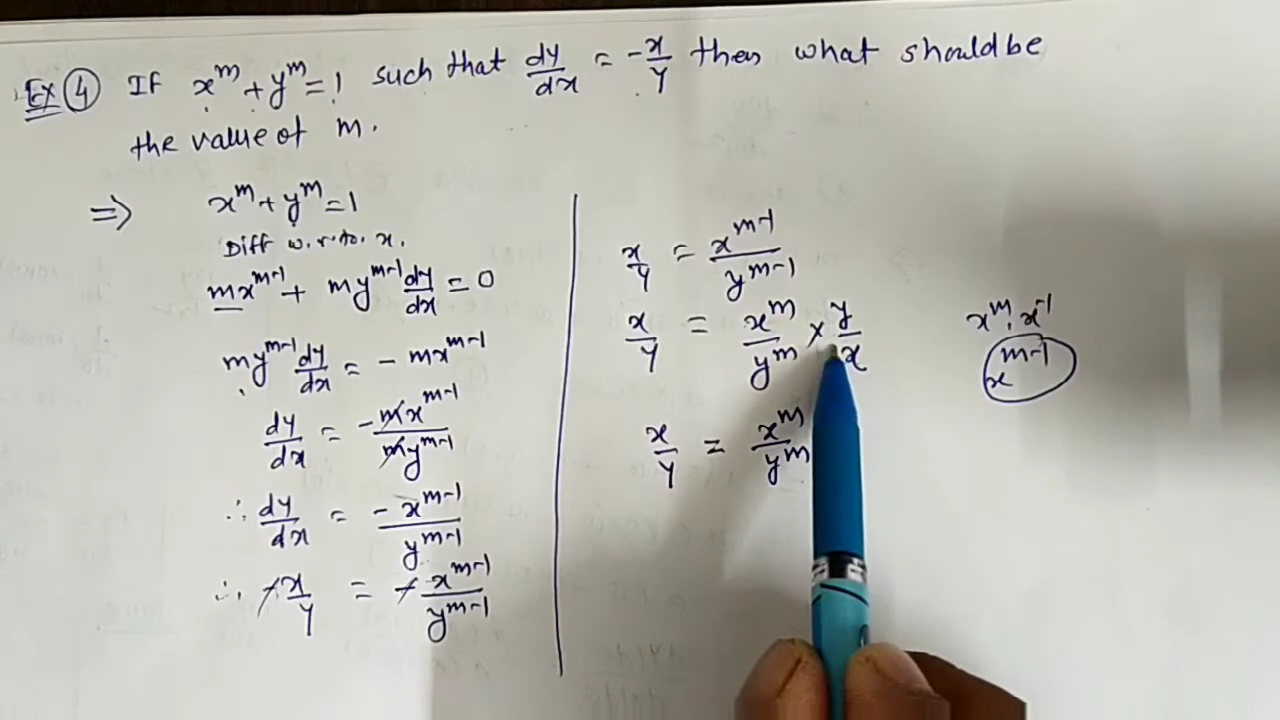 Ex 4 If x^m + y^m = 1 such that dy/dx = -x/y then what should be
the value of m.
⇒ x^m + y^m = 1
Diff w.r.to. x.
mx^{m-1} + my^{m-1} dy/dx = 0
my^{m-1} dy/dx = - mx^{m-1}
dy/dx = -mx^{m-1}/my^{m-1}
∴ dy/dx = -x^{m-1}/y^{m-1}
∴ -x/y = -x^{m-1}/y^{m-1}
x/y = x^{m-1}/y^{m-1}
x/y = x^m/y^m × y/x
x/y = x^m/y^m
x^m . x^{-1}
x^{m-1}